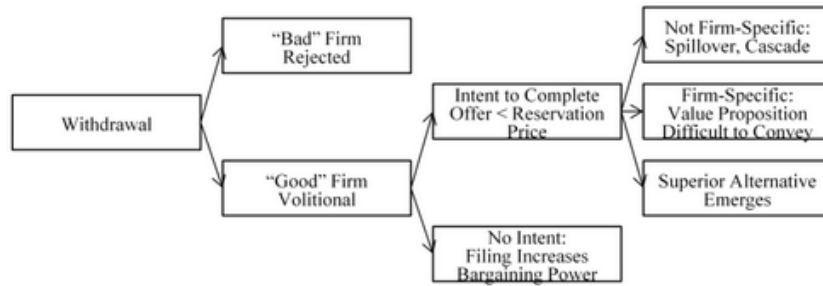 Withdrawal
“Bad” Firm
Rejected
“Good” Firm
Volitional
Intent to Complete
Offer < Reservation
Price
No Intent:
Filing Increases
Bargaining Power
Not Firm-Specific:
Spillover, Cascade
Firm-Specific:
Value Proposition
Difficult to Convey
Superior Alternative
Emerges